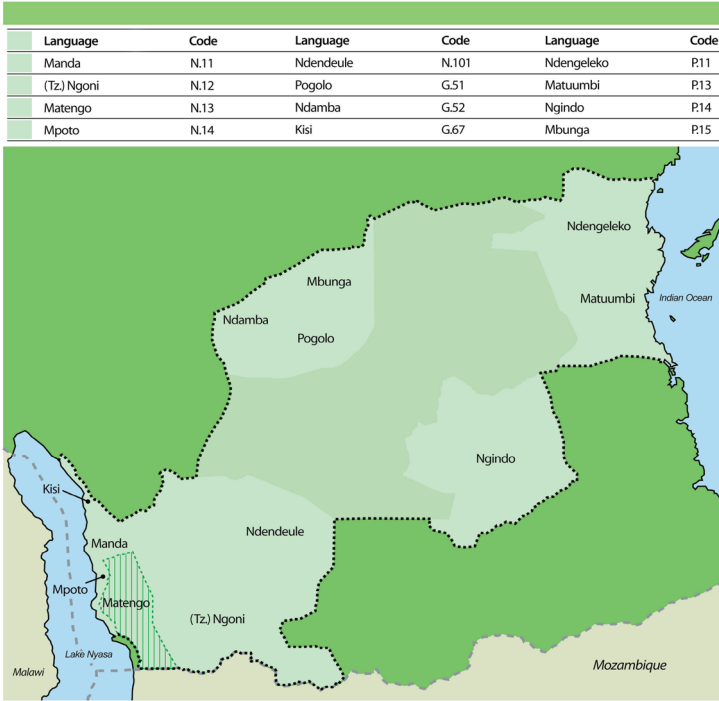 Language Code Language Code Language Code
Manda N.11 Ndendeule N.101 Ndengeleko P.11
(Tz.) Ngoni N.12 Pogolo G.51 Matuumbi P.13
Matengo N.13 Ndamba G.52 Ngindo P.14
Mpoto N.14 Kisi G.67 Mbunga P.15
Ndengeleko
Mbunga
Matuumbi
Indian Ocean
Ndamba
Pogolo
Ngindo
Kisi
Ndendeule
Manda
Mpoto
Matengo
(Tz.) Ngoni
Lake Nyasa
Malawi
Mozambique